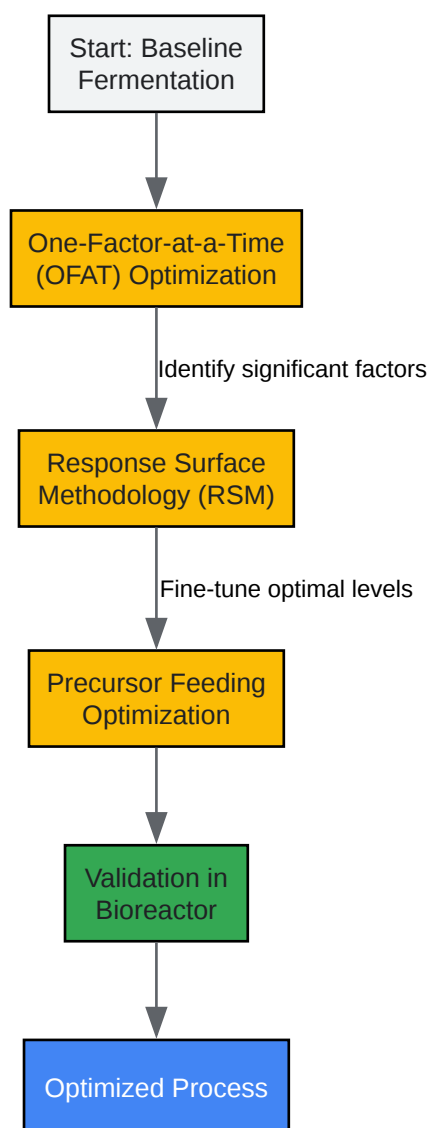 Start: Baseline
Fermentation
One-Factor-at-a-Time
(OFAT) Optimization
Identify significant factors
Response Surface
Methodology (RSM)
Fine-tune optimal levels
Precursor Feeding
Optimization
Validation in
Bioreactor
Optimized Process